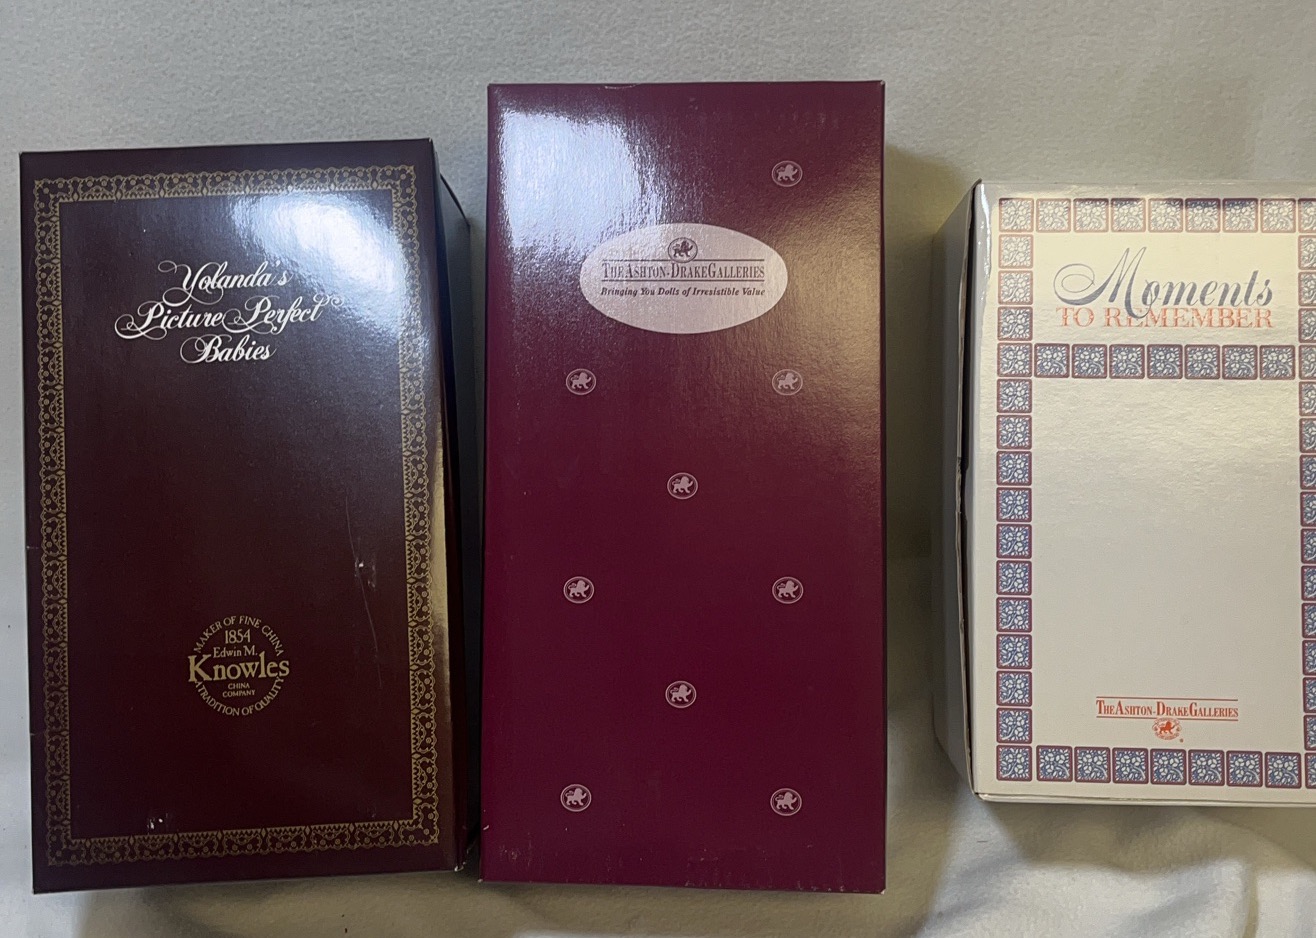 Yolanda's
Picture Perfect
Babies
MAKER OF FINE CHINA
1854
Edwin M.
Knowles
CHINA
COMPANY
A TRADITION OF QUALITY
THE ASHTON-DRAKE GALLERIES
Bringing You Dolls of Irresistible Value
Moments
TO REMEMBER
THE ASHTON-DRAKE GALLERIES
®